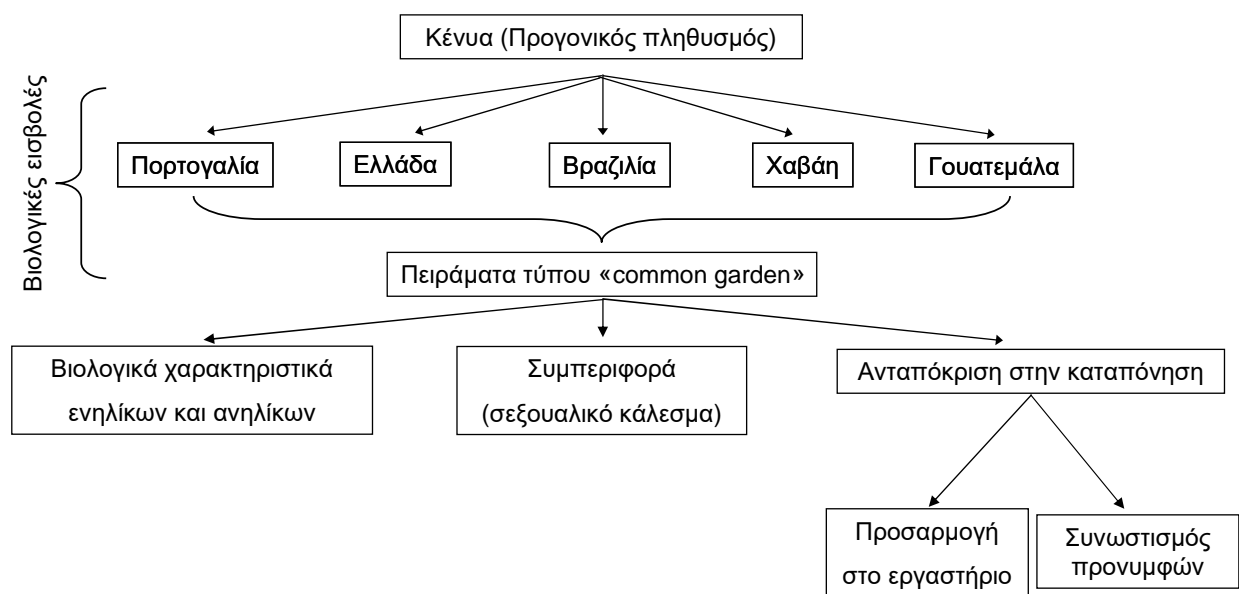 Κένυα (Προγονικός πληθυσμός)
Βιολογικές εισβολές
Πορτογαλία
Ελλάδα
Βραζιλία
Χαβάη
Γουατεμάλα
Πειράματα τύπου «common garden»
Βιολογικά χαρακτηριστικά
ενηλίκων και ανηλίκων
Συμπεριφορά
(σεξουαλικό κάλεσμα)
Ανταπόκριση στην καταπόνηση
Προσαρμογή
στο εργαστήριο
Συνωστισμός
προνυμφών